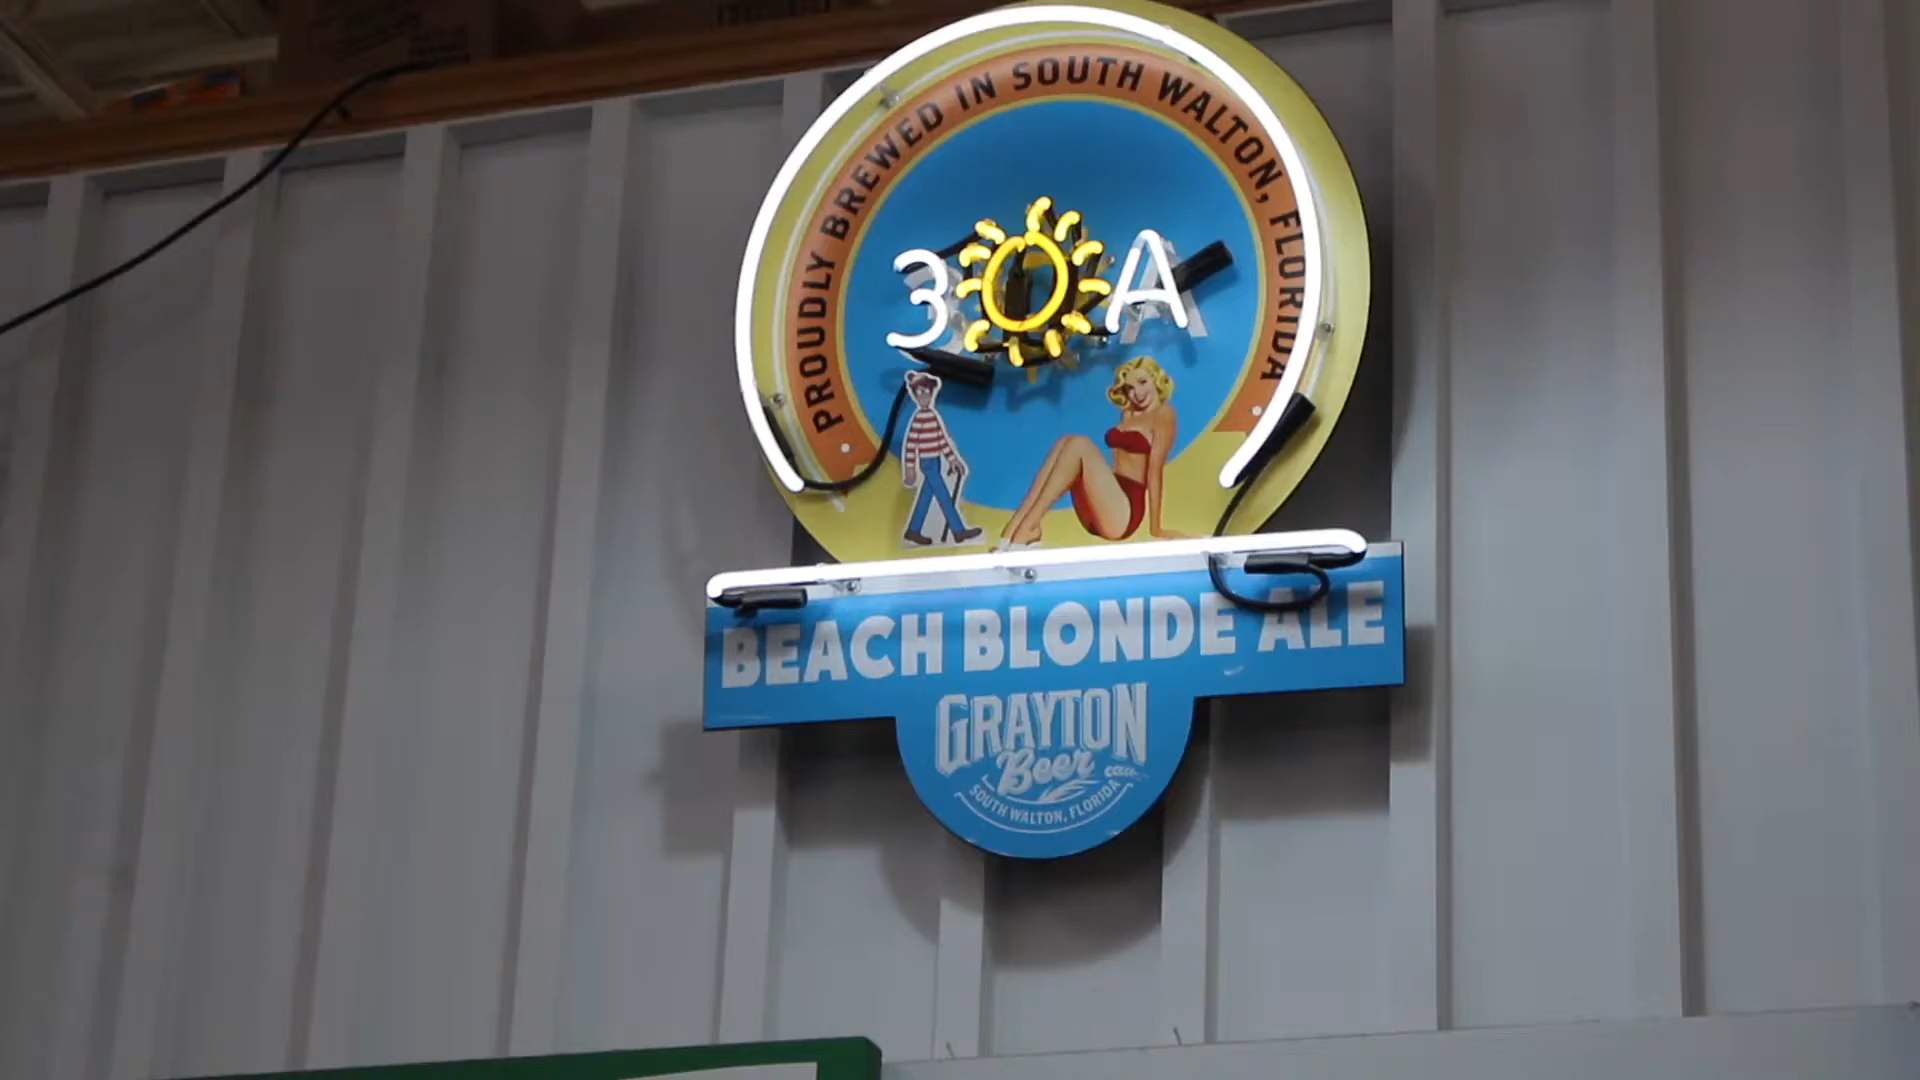 PROUDLY BREWED IN SOUTH WALTON, FLORIDA
30A
BEACH BLONDE ALE
GRAYTON
Beer
SOUTH WALTON, FLORIDA